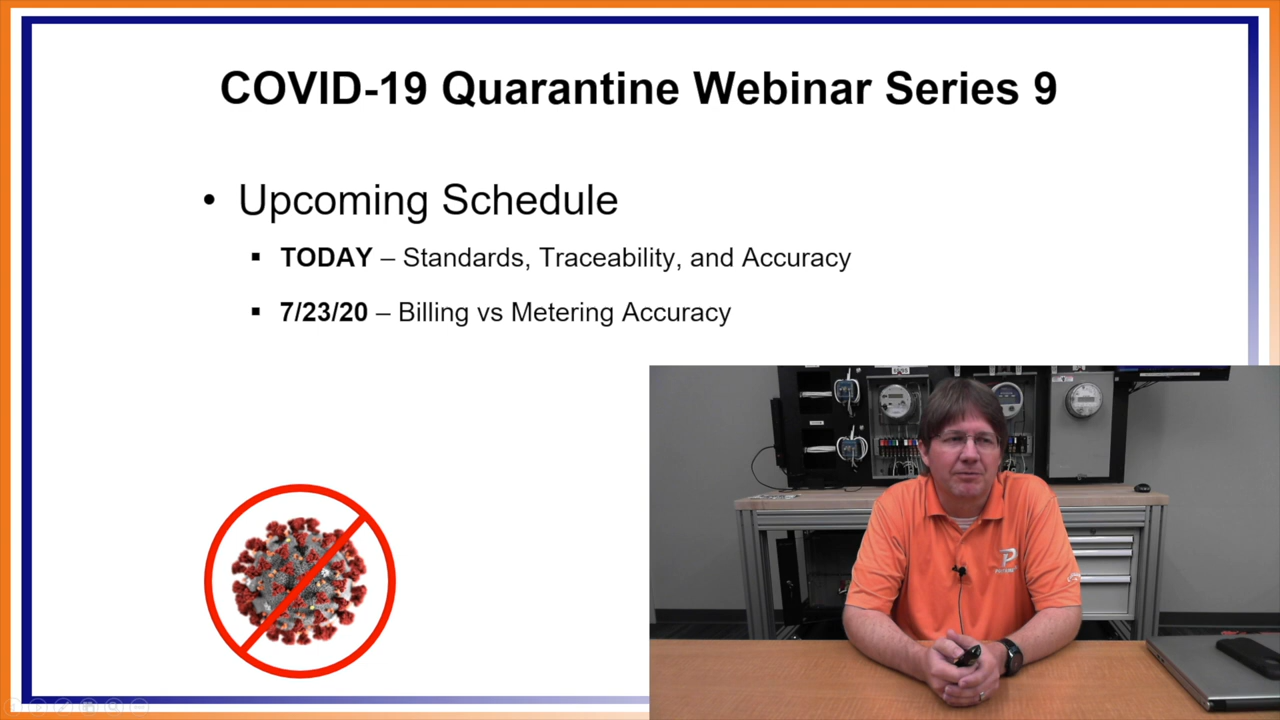 COVID-19 Quarantine Webinar Series 9
• Upcoming Schedule
▪ TODAY – Standards, Traceability, and Accuracy
▪ 7/23/20 – Billing vs Metering Accuracy